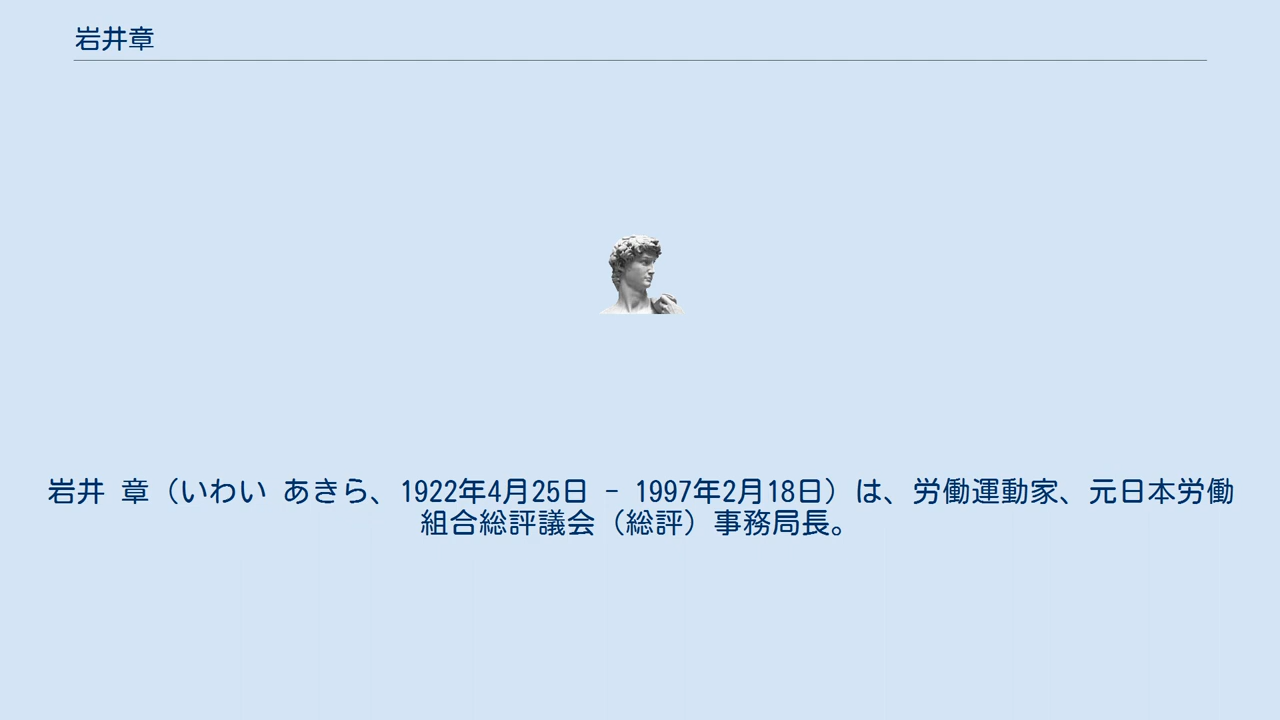 岩井章
岩井 章（いわい あきら、1922年4月25日 - 1997年2月18日）は、労働運動家、元日本労働
組合総評議会（総評）事務局長。